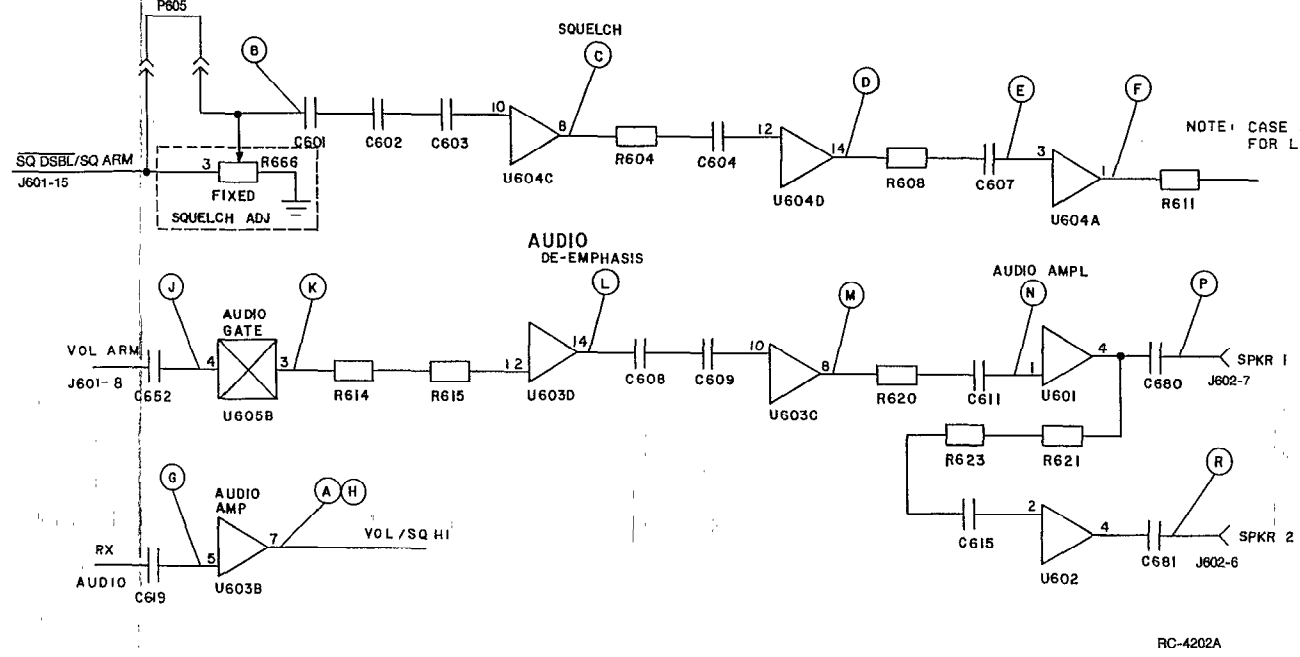 P605
B
SQUELCH
C
D
E
F
10
8
12
14
3
1
C601
C602
C603
U604C
R604
C604
U604D
R608
C607
U604A
R611
NOTE: CASE
FOR L
SQ DSBL/SQ ARM
J601-15
3
R666
FIXED
SQUELCH ADJ
AUDIO
DE-EMPHASIS
L
J
K
M
AUDIO AMPL
N
P
AUDIO
GATE
VOL ARM
J601-8
C652
4
3
U605B
R614
R615
12
14
U603D
C608
C609
10
8
U603C
R620
C611
1
4
U601
C680
SPKR 1
J602-7
R623
R621
G
AUDIO
AMP
A
H
R
RX
AUDIO
C619
5
7
U603B
VOL/SQ HI
C615
2
4
U602
C681
SPKR 2
J602-6
RC-4202A